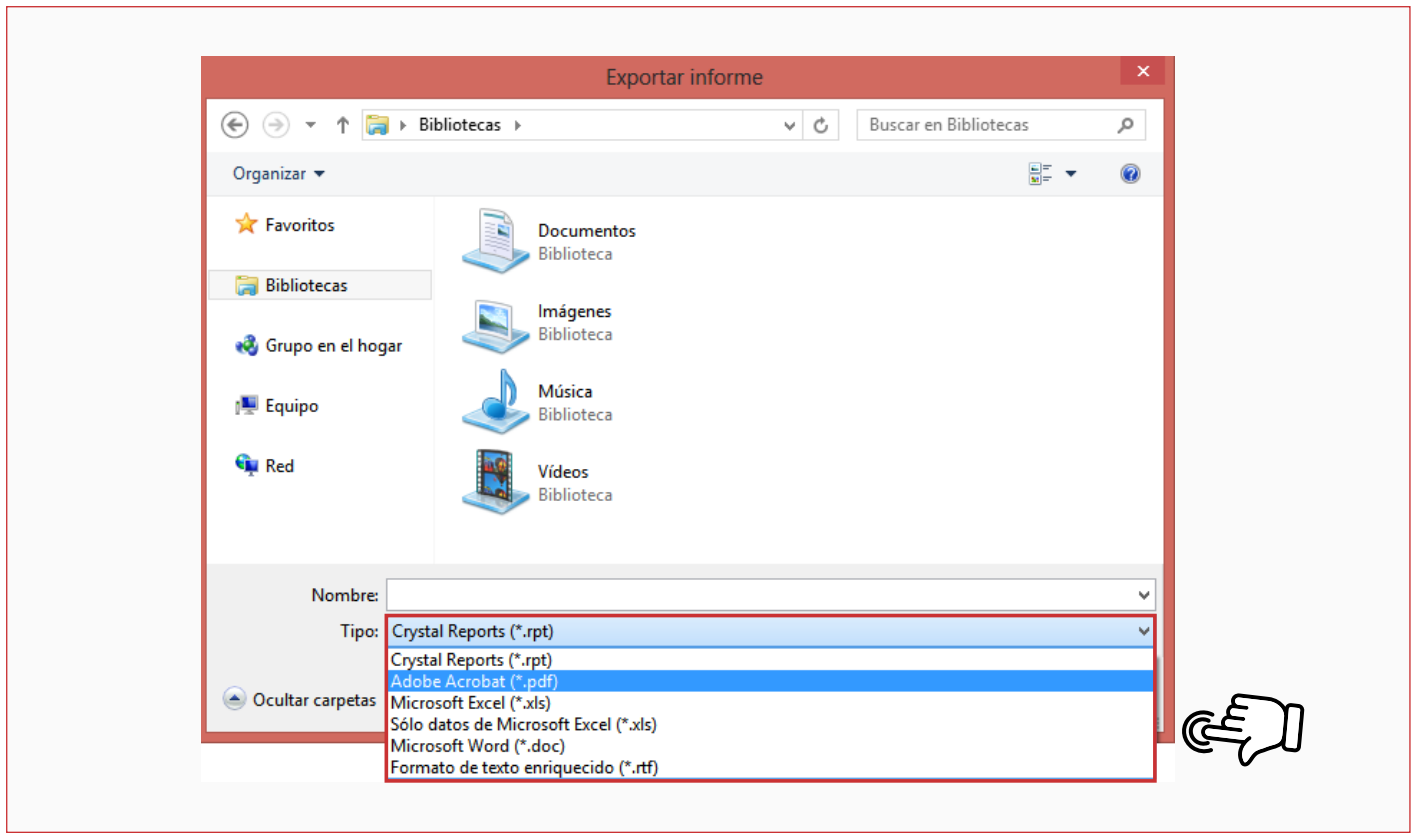 Exportar informe
Bibliotecas
Buscar en Bibliotecas
Organizar
Favoritos
Bibliotecas
Grupo en el hogar
Equipo
Red
Documentos
Biblioteca
Imágenes
Biblioteca
Música
Biblioteca
Vídeos
Biblioteca
Nombre:
Tipo: Crystal Reports (*.rpt)
Crystal Reports (*.rpt)
Adobe Acrobat (*.pdf)
Microsoft Excel (*.xls)
Sólo datos de Microsoft Excel (*.xls)
Microsoft Word (*.doc)
Formato de texto enriquecido (*.rtf)
Ocultar carpetas